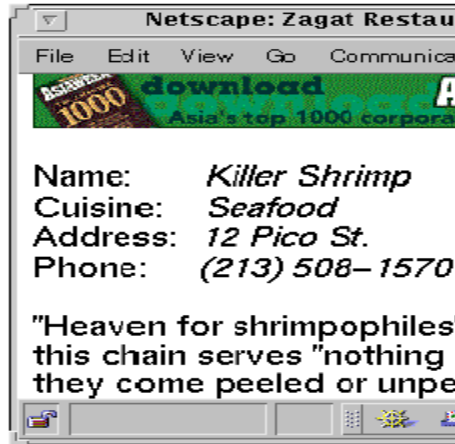 Netscape: Zagat Restau
File Edit View Go Communica
ASIAWEEK 1000 download A
Asia's top 1000 corpora
Name: Killer Shrimp
Cuisine: Seafood
Address: 12 Pico St.
Phone: (213) 508–1570
"Heaven for shrimpophiles"
this chain serves "nothing
they come peeled or unpe